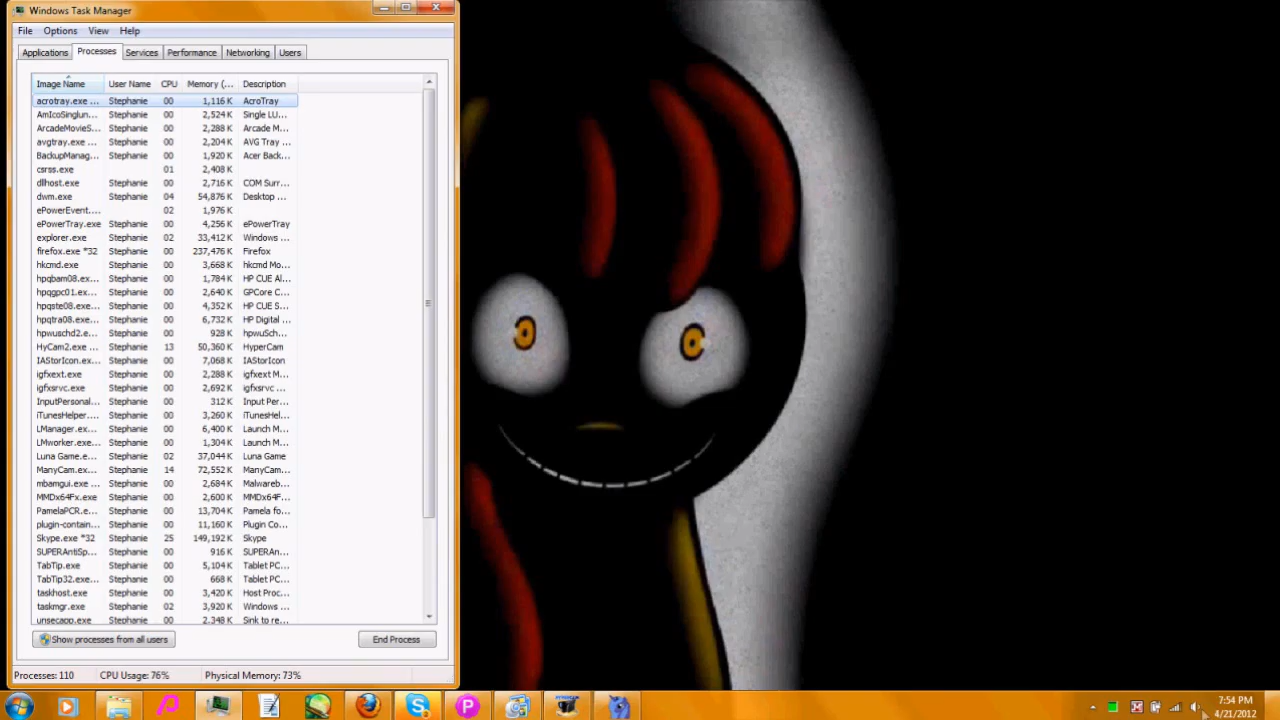 Windows Task Manager
File Options View Help
Applications Processes Services Performance Networking Users
Image Name User Name CPU Memory (... Description
acrotray.exe ... Stephanie 00 1,116 K AcroTray
AmIcoSinglun... Stephanie 00 2,524 K Single LU...
ArcadeMovieS... Stephanie 00 2,288 K Arcade M...
avgtray.exe ... Stephanie 00 2,204 K AVG Tray ...
BackupManag... Stephanie 00 1,920 K Acer Back...
csrss.exe 01 2,408 K
dllhost.exe Stephanie 00 2,716 K COM Surr...
dwm.exe Stephanie 04 54,876 K Desktop ...
ePowerEvent.... 02 1,976 K
ePowerTray.exe Stephanie 00 4,256 K ePowerTray
explorer.exe Stephanie 02 33,412 K Windows ...
firefox.exe *32 Stephanie 00 237,476 K Firefox
hkcmd.exe Stephanie 00 3,668 K hkcmd Mo...
hpqbam08.ex... Stephanie 00 1,784 K HP CUE Al...
hpqgpc01.ex... Stephanie 00 2,640 K GPCore C...
hpqste08.exe ... Stephanie 00 4,352 K HP CUE S...
hpqtra08.exe ... Stephanie 00 6,732 K HP Digital ...
hpwuschd2.e... Stephanie 00 928 K hpwuSch...
HyCam2.exe ... Stephanie 13 50,360 K HyperCam
IAStorIcon.ex... Stephanie 00 7,068 K IAStorIcon
igfxext.exe Stephanie 00 2,288 K igfxext M...
igfxsrvc.exe Stephanie 00 2,692 K igfxsrvc ...
InputPersonal... Stephanie 00 312 K Input Per...
iTunesHelper.... Stephanie 00 3,260 K iTunesHel...
LManager.ex... Stephanie 00 6,400 K Launch M...
LMworker.exe... Stephanie 00 1,304 K Launch M...
Luna Game.e... Stephanie 02 37,044 K Luna Game
ManyCam.ex... Stephanie 14 72,552 K ManyCam...
mbamgui.exe ... Stephanie 00 2,684 K Malwareb...
MMDx64Fx.exe Stephanie 00 2,600 K MMDx64F...
PamelaPCR.e... Stephanie 00 13,704 K Pamela fo...
plugin-contain... Stephanie 00 11,160 K Plugin Co...
Skype.exe *32 Stephanie 25 149,192 K Skype
SUPERAntiSp... Stephanie 00 916 K SUPERAn...
TabTip.exe Stephanie 00 5,104 K Tablet PC...
TabTip32.exe... Stephanie 00 668 K Tablet PC...
taskhost.exe Stephanie 00 3,420 K Host Proc...
taskmgr.exe Stephanie 02 3,920 K Windows ...
unsecapp.exe Stephanie 00 2,348 K Sink to re...
Show processes from all users End Process
Processes: 110 CPU Usage: 76% Physical Memory: 73%
7:54 PM
4/21/2012